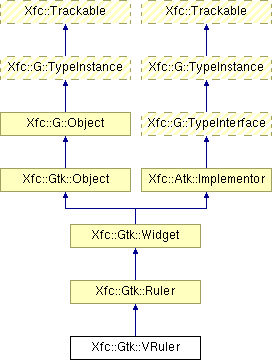 Xfc::Trackable Xfc::Trackable
Xfc::G::TypeInstance Xfc::G::TypeInstance
Xfc::G::Object Xfc::G::TypeInterface
Xfc::Gtk::Object Xfc::Atk::Implementor
Xfc::Gtk::Widget
Xfc::Gtk::Ruler
Xfc::Gtk::VRuler